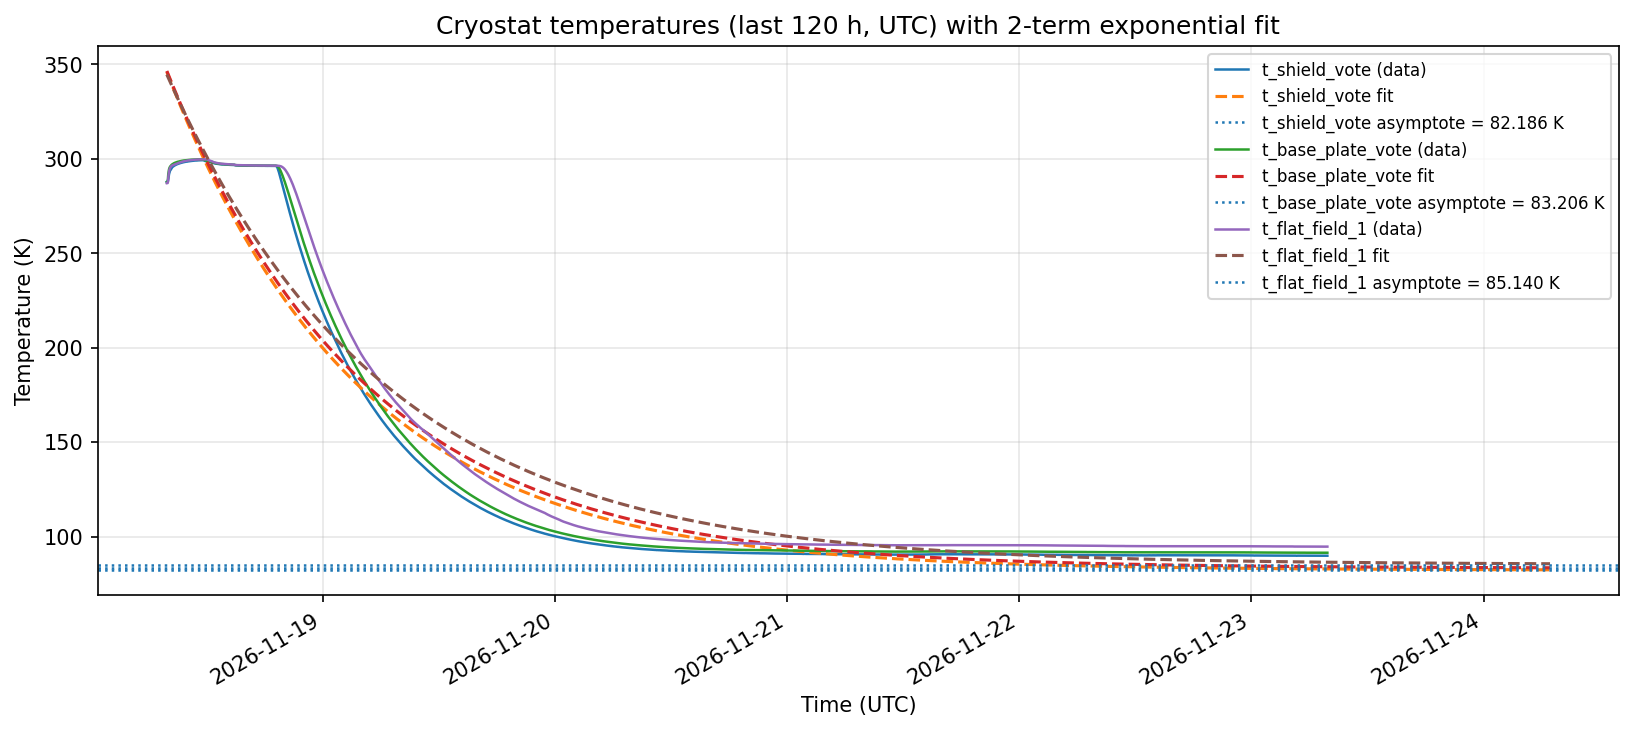 Cryostat temperatures (last 120 h, UTC) with 2-term exponential fit
Temperature (K)
350
300
250
200
150
100
t_shield_vote (data)
t_shield_vote fit
t_shield_vote asymptote = 82.186 K
t_base_plate_vote (data)
t_base_plate_vote fit
t_base_plate_vote asymptote = 83.206 K
t_flat_field_1 (data)
t_flat_field_1 fit
t_flat_field_1 asymptote = 85.140 K
2026-11-19
2026-11-20
2026-11-21
2026-11-22
2026-11-23
2026-11-24
Time (UTC)